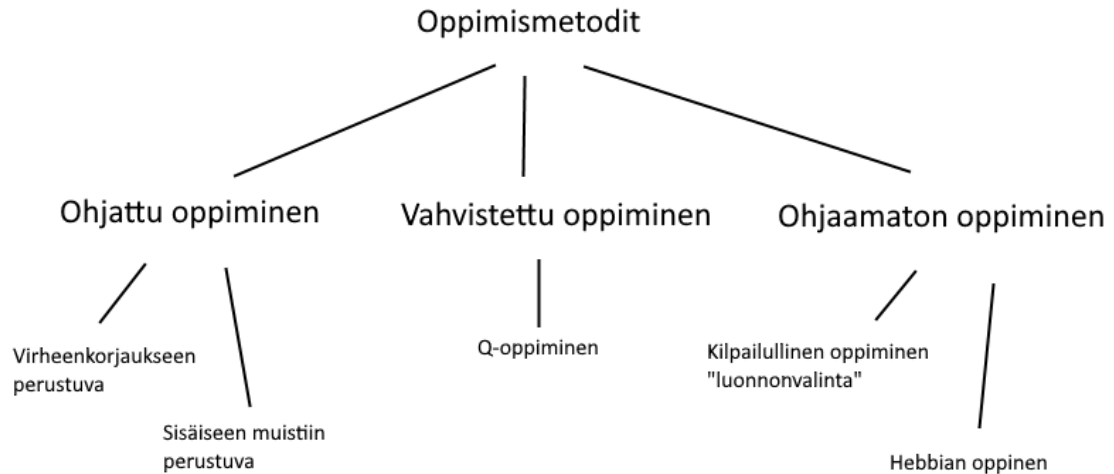 Oppimismetodit
Ohjattu oppiminen
Vahvistettu oppiminen
Ohjaamaton oppiminen
Virheenkorjaukseen
perustuva
Sisäiseen muistiin
perustuva
Q-oppiminen
Kilpailullinen oppiminen
"luonnonvalinta"
Hebbian oppinen